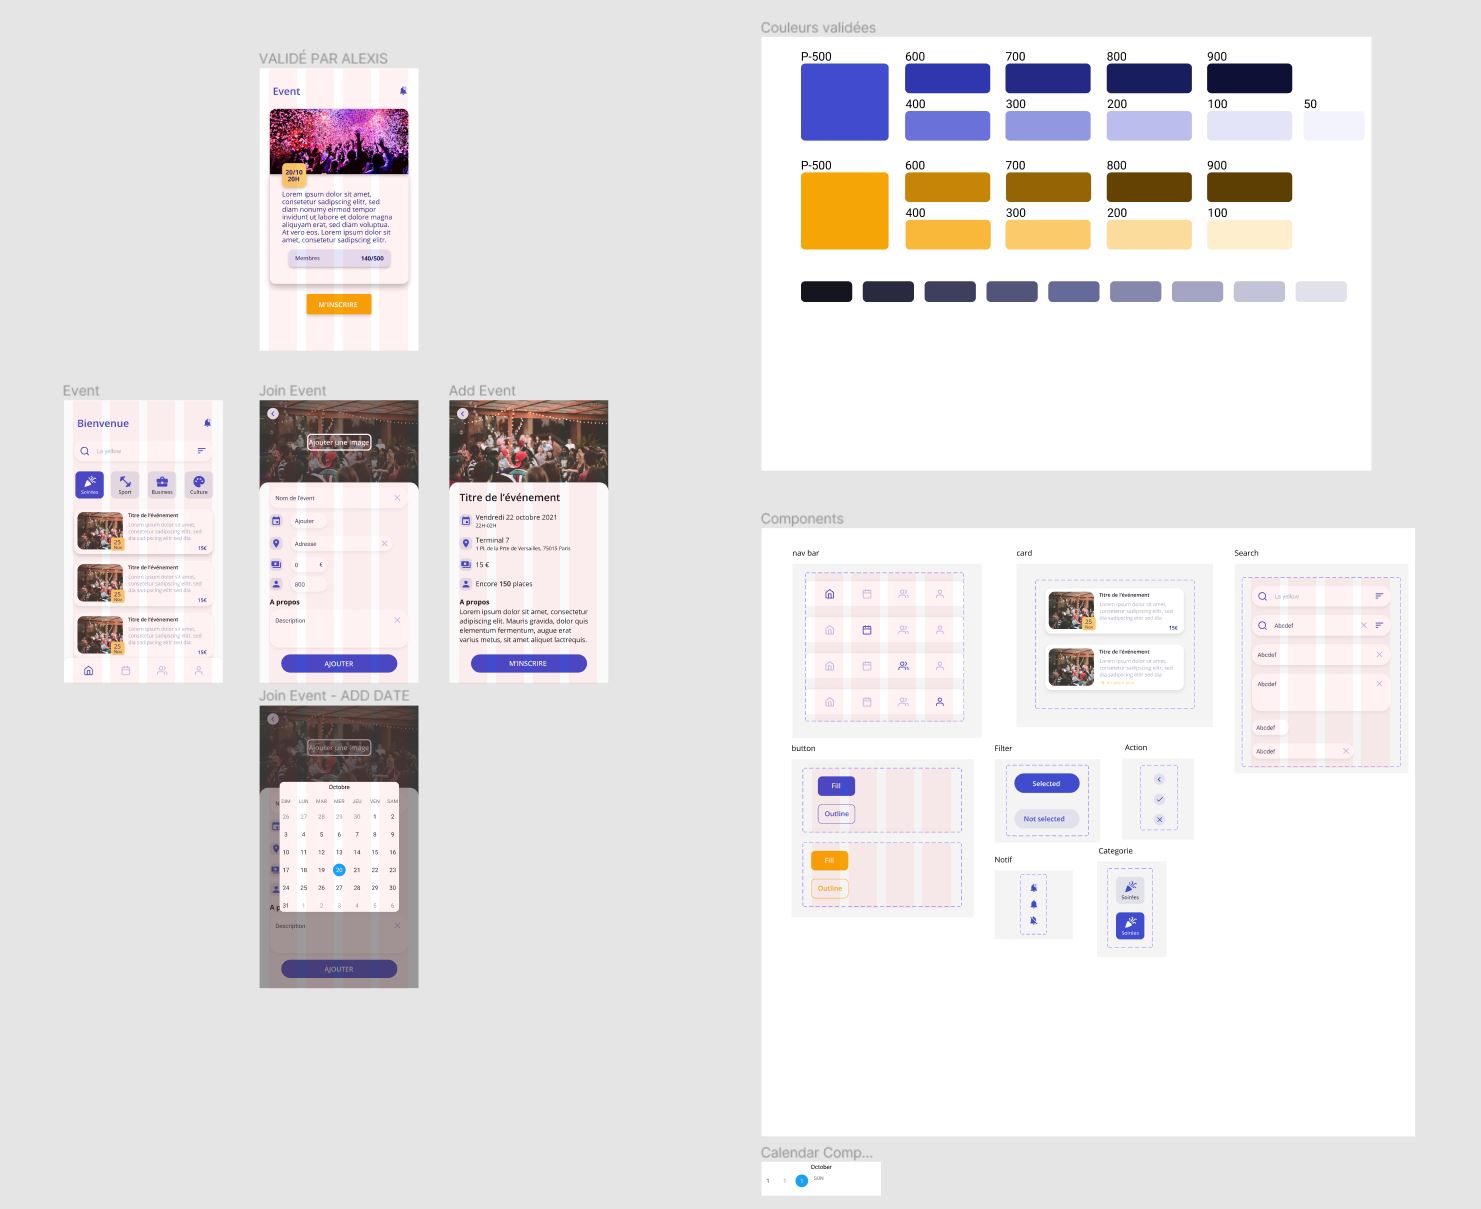 VALIDÉ PAR ALEXIS
Event
20/10
20H
Lorem ipsum dolor sit amet,
consetetur sadipscing elitr, sed
diam nonumy eirmod tempor
invidunt ut labore et dolore magna
aliquyam erat, sed diam voluptua.
At vero eos. Lorem ipsum dolor sit
amet, consetetur sadipscing elitr.
Membres 140/500
M'INSCRIRE
Event
Bienvenue
La yellow
Soirées Sport Business Culture
Titre de l'événement
Lorem ipsum dolor sit amet,
consetetur sadipscing elitr, sed
dia sadipscing elitr, sed dia
25
Nov
15€
Titre de l'événement
Lorem ipsum dolor sit amet,
consetetur sadipscing elitr, sed
dia sadipscing elitr, sed dia
25
Nov
15€
Titre de l'événement
Lorem ipsum dolor sit amet,
consetetur sadipscing elitr, sed
dia sadipscing elitr, sed dia
25
Nov
15€
Join Event
Ajouter une image
Nom de l'event
Ajouter
Adresse
0 €
800
A propos
Description
AJOUTER
Add Event
Titre de l'événement
Vendredi 22 octobre 2021
22H-02H
Terminal 7
1 Pl. de la Prte de Versailles, 75015 Paris
15 €
Encore 150 places
A propos
Lorem ipsum dolor sit amet, consectetur
adipiscing elit. Mauris gravida, dolor quis
elementum fermentum, augue erat
varius metus, sit amet aliquet lactrequis.
M'INSCRIRE
Join Event - ADD DATE
Ajouter une image
Octobre
DIM LUN MAR MER JEU VEN SAM
26 27 28 29 30 1 2
3 4 5 6 7 8 9
10 11 12 13 14 15 16
17 18 19 20 21 22 23
24 25 26 27 28 29 30
31 1 2 3 4 5 6
N
A p
Description
AJOUTER
Couleurs validées
P-500 600 700 800 900
400 300 200 100 50
P-500 600 700 800 900
400 300 200 100
Components
nav bar
card
Titre de l'événement
Lorem ipsum dolor sit amet,
consetetur sadipscing elitr, sed
dia sadipscing elitr, sed dia
25
Nov
15€
Titre de l'événement
Lorem ipsum dolor sit amet,
consetetur sadipscing elitr, sed
dia sadipscing elitr, sed dia
Search
La yellow
Abcdef
Abcdef
Abcdef
Abcdef
Abcdef
button
Fill
Outline
Fill
Outline
Filter
Selected
Not selected
Action
Notif
Categorie
Soirées
Soirées
Calendar Comp...
October
1 1 1 SUN